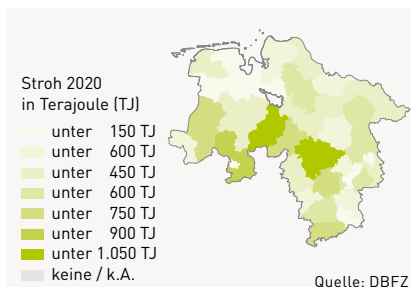 Stroh 2020
in Terajoule (TJ)
unter 150 TJ
unter 600 TJ
unter 450 TJ
unter 600 TJ
unter 750 TJ
unter 900 TJ
unter 1.050 TJ
keine / k.A.
Quelle: DBFZ